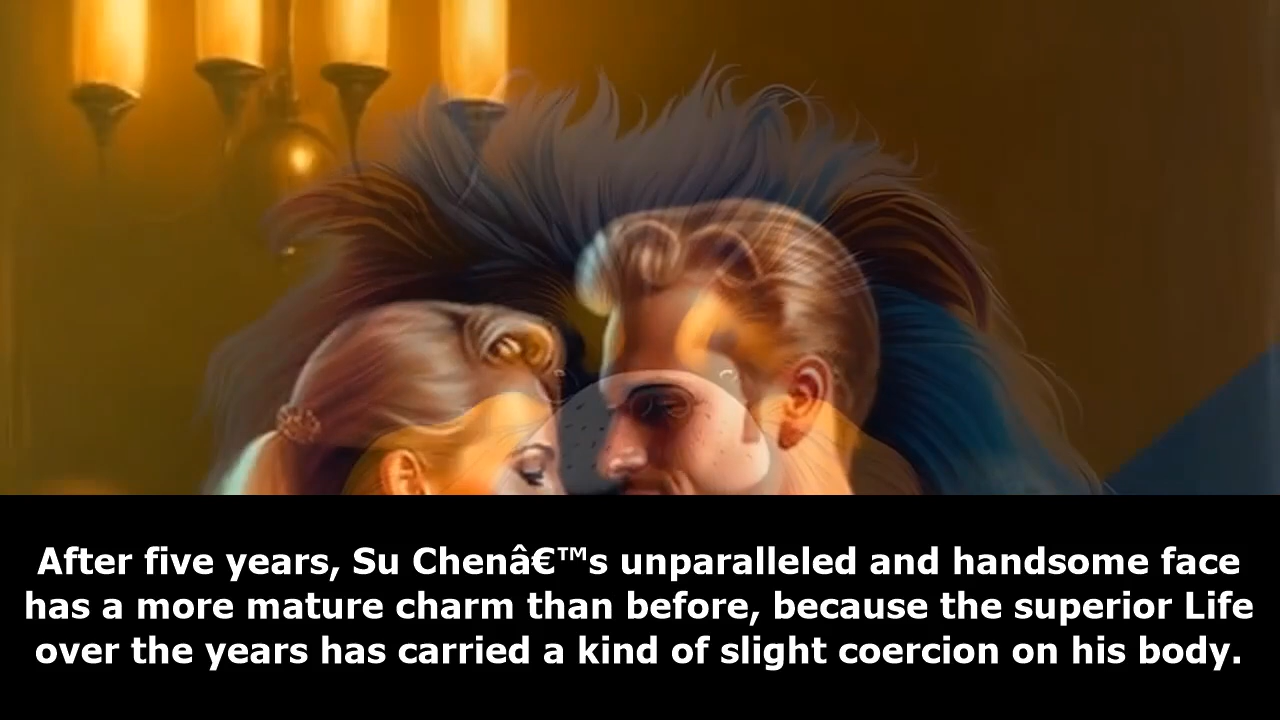 After five years, Su Chenâ€™s unparalleled and handsome face
has a more mature charm than before, because the superior Life
over the years has carried a kind of slight coercion on his body.